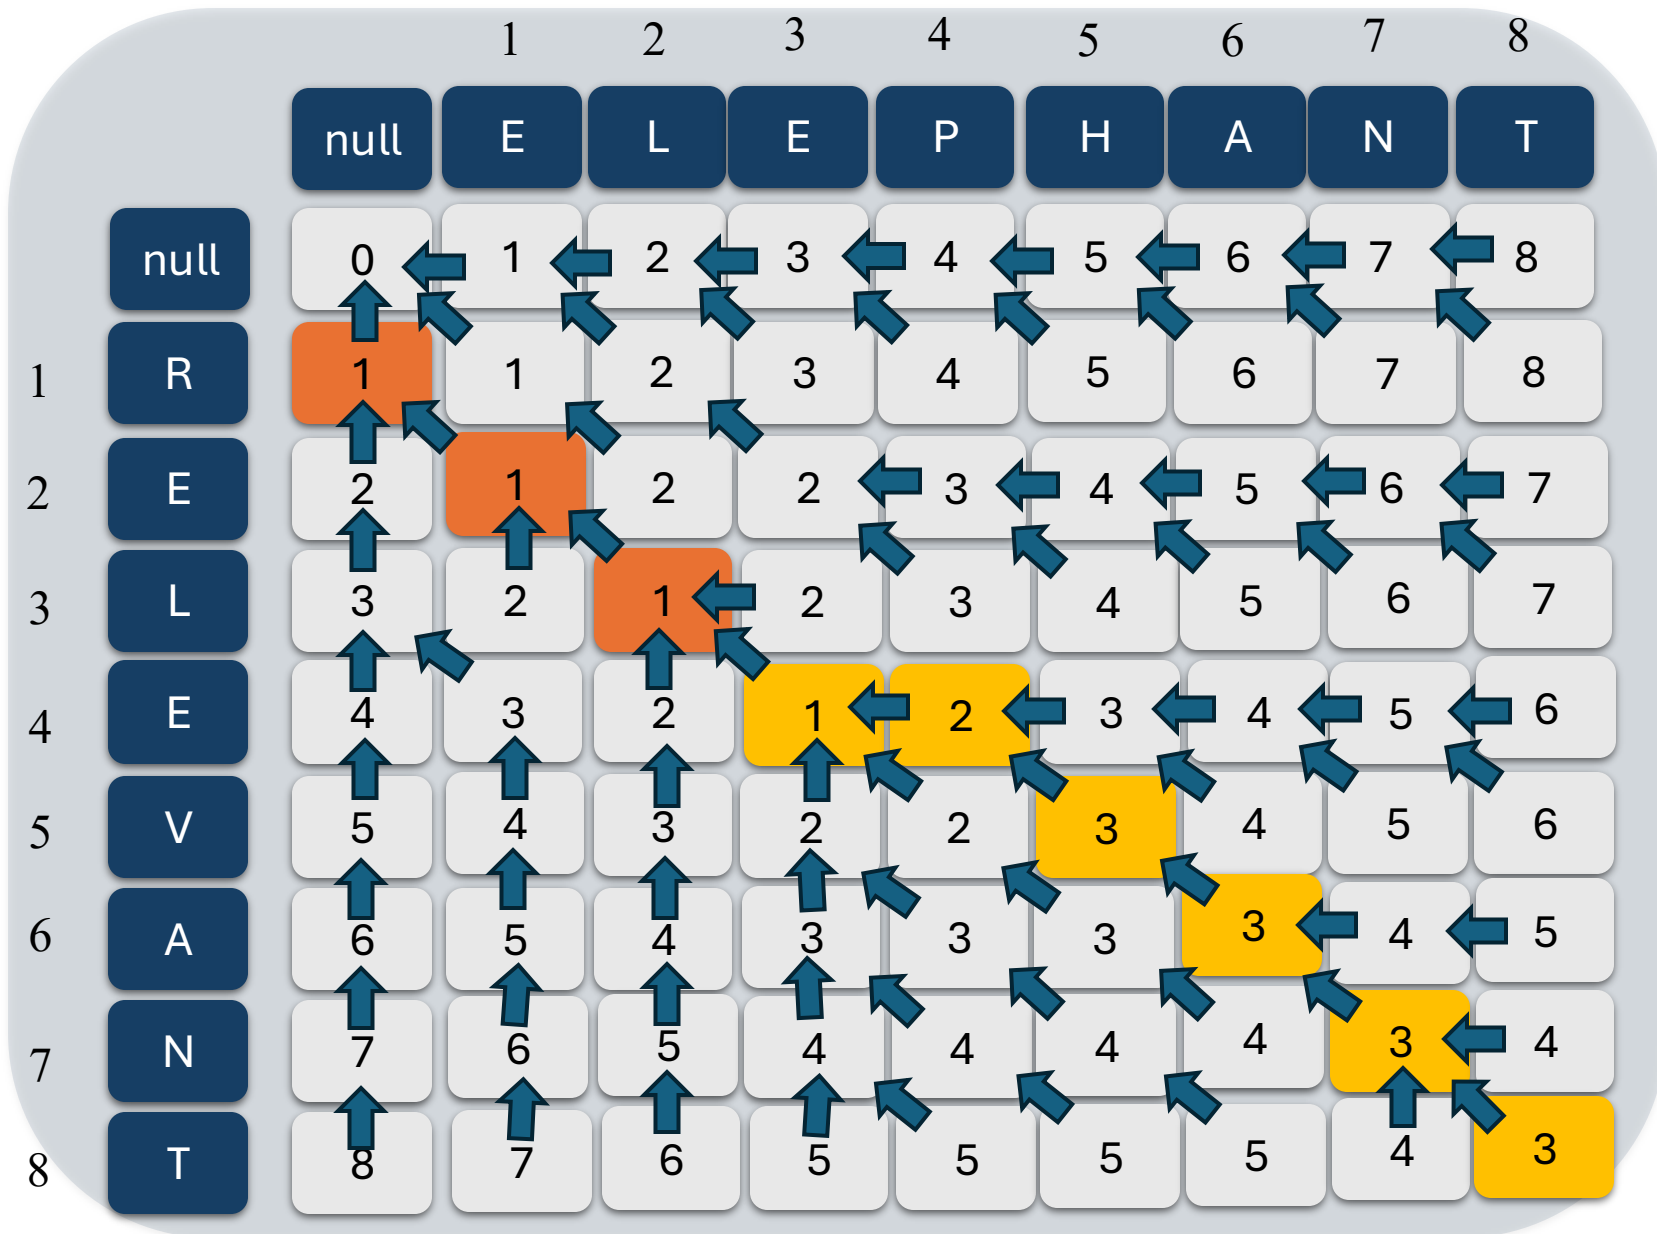 1 2 3 4 5 6 7 8
null E L E P H A N T
null 0 1 2 3 4 5 6 7 8
1 R 1 1 2 3 4 5 6 7 8
2 E 2 1 2 2 3 4 5 6 7
3 L 3 2 1 2 3 4 5 6 7
4 E 4 3 2 1 2 3 4 5 6
5 V 5 4 3 2 2 3 4 5 6
6 A 6 5 4 3 3 3 3 4 5
7 N 7 6 5 4 4 4 4 3 4
8 T 8 7 6 5 5 5 5 4 3